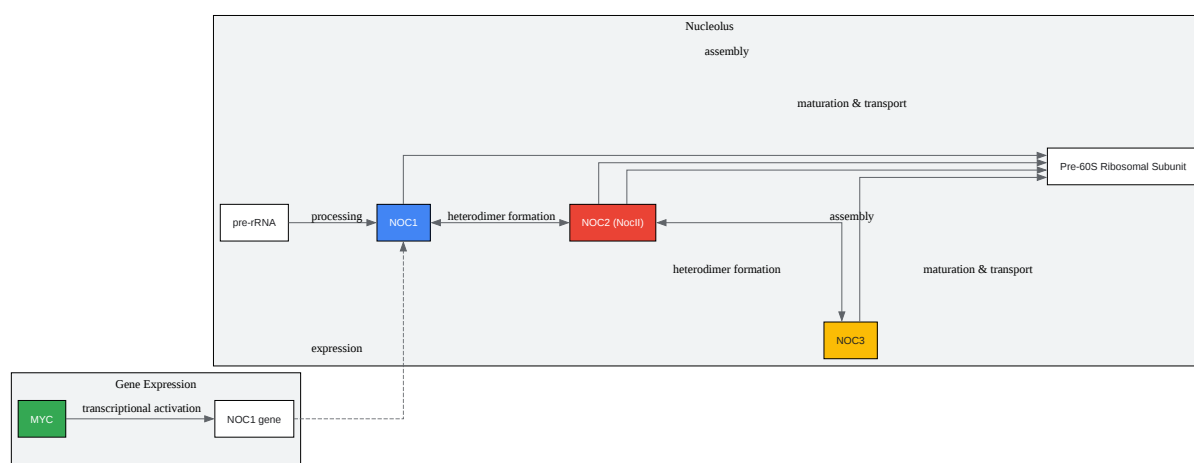 Nucleolus
assembly
maturation & transport
Pre-60S Ribosomal Subunit
pre-rRNA
processing
NOC1
heterodimer formation
NOC2 (NocII)
assembly
heterodimer formation
maturation & transport
NOC3
expression
Gene Expression
MYC
transcriptional activation
NOC1 gene